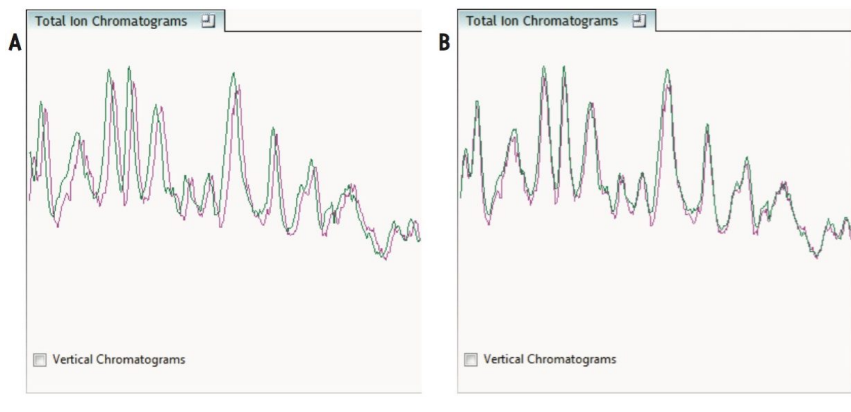 A
Total Ion Chromatograms
Vertical Chromatograms
B
Total Ion Chromatograms
Vertical Chromatograms